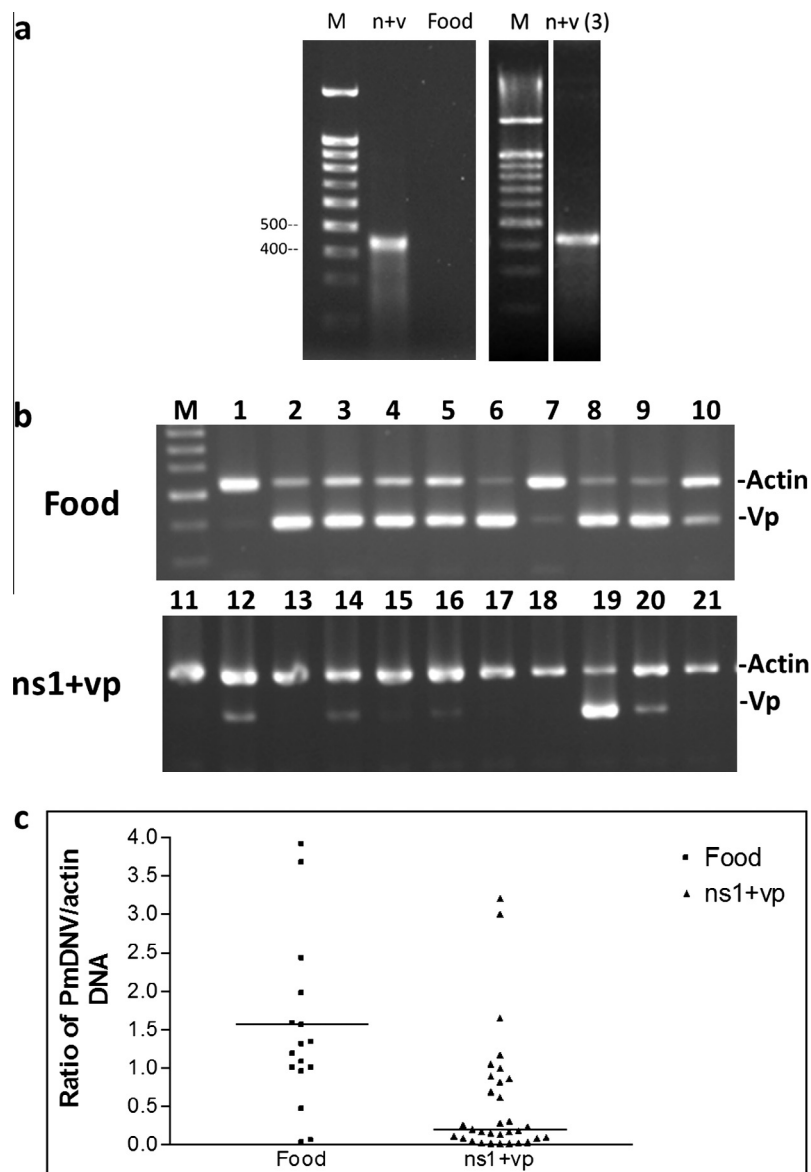 a
M n+v Food M n+v (3)
500--
400--
b
M 1 2 3 4 5 6 7 8 9 10
Food
-Actin
-Vp
11 12 13 14 15 16 17 18 19 20 21
ns1+vp
-Actin
-Vp
c
Ratio of PmDNV/actin
DNA
4.0
3.5
3.0
2.5
2.0
1.5
1.0
0.5
0.0
Food
ns1+vp
Food ns1+vp